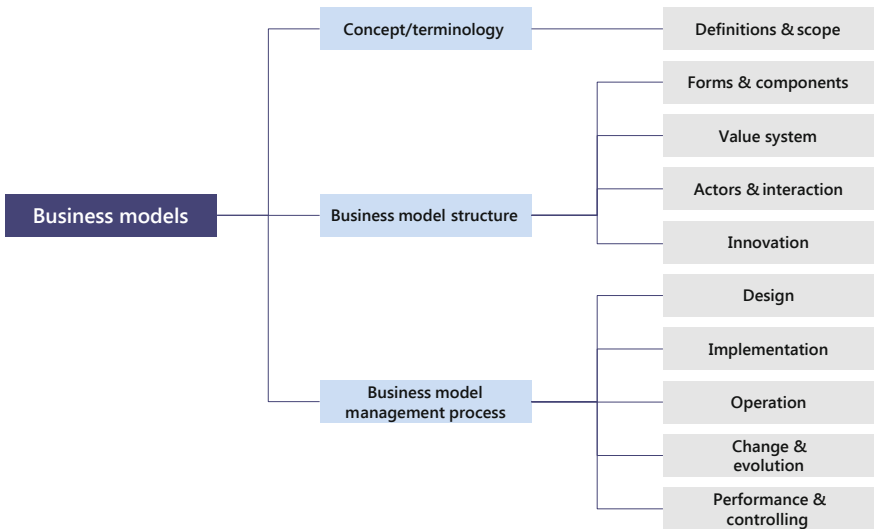 Business models
Concept/terminology
Definitions & scope
Business model structure
Forms & components
Value system
Actors & interaction
Innovation
Business model
management process
Design
Implementation
Operation
Change &
evolution
Performance &
controlling